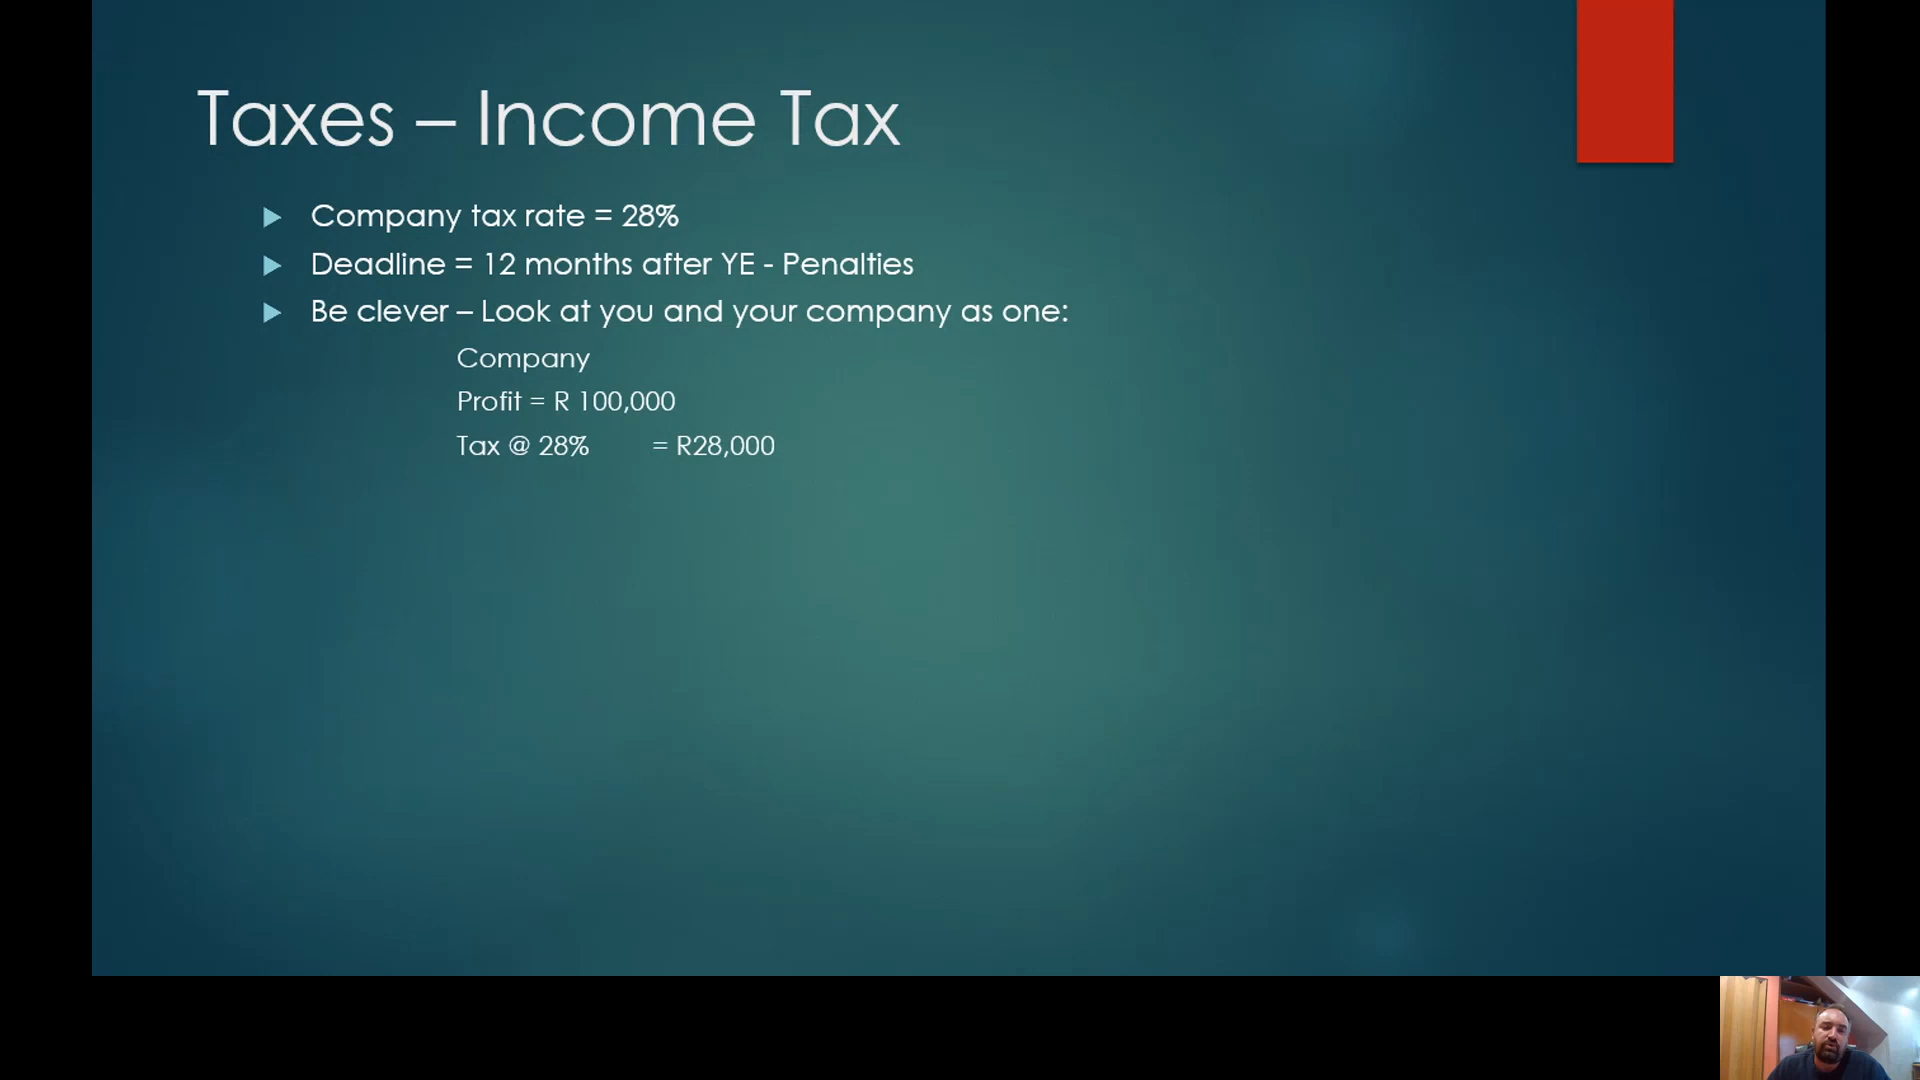 Taxes – Income Tax
Company tax rate = 28%
Deadline = 12 months after YE - Penalties
Be clever – Look at you and your company as one:
Company
Profit = R 100,000
Tax @ 28% = R28,000